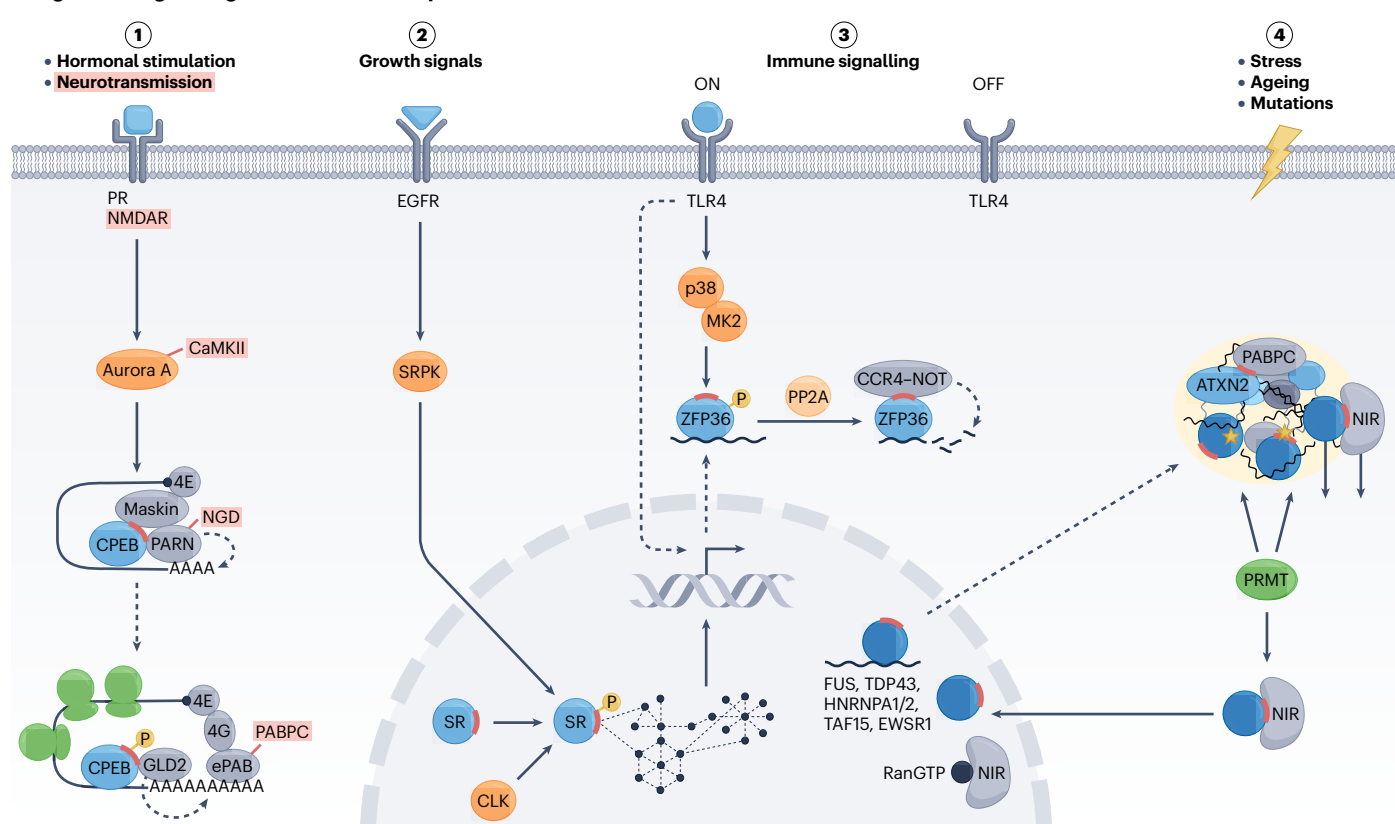 1
• Hormonal stimulation
• Neurotransmission
PR
NMDAR
CaMKII
Aurora A
4E
Maskin
NGD
CPEB
PARN
AAAA
4E
4G
P
PABPC
CPEB
GLD2
ePAB
AAAAAAAAAA
2
Growth signals
EGFR
SRPK
SR
SR
P
CLK
3
Immune signalling
ON
OFF
TLR4
TLR4
p38
MK2
ZFP36
P
PP2A
CCR4–NOT
ZFP36
FUS, TDP43,
HNRNPA1/2,
TAF15, EWSR1
RanGTP
NIR
4
• Stress
• Ageing
• Mutations
PABPC
ATXN2
NIR
PRMT
NIR